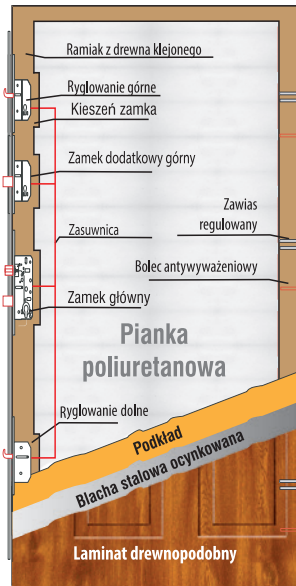 Ramiak z drewna klejonego
Ryglowanie górne
Kieszeń zamka
Zamek dodatkowy górny
Zasuwnica
Zawias
regulowany
Bolec antywyważeniowy
Zamek główny
Pianka
poliuretanowa
Ryglowanie dolne
Podkład
Blacha stalowa ocynkowana
Laminat drewnopodobny